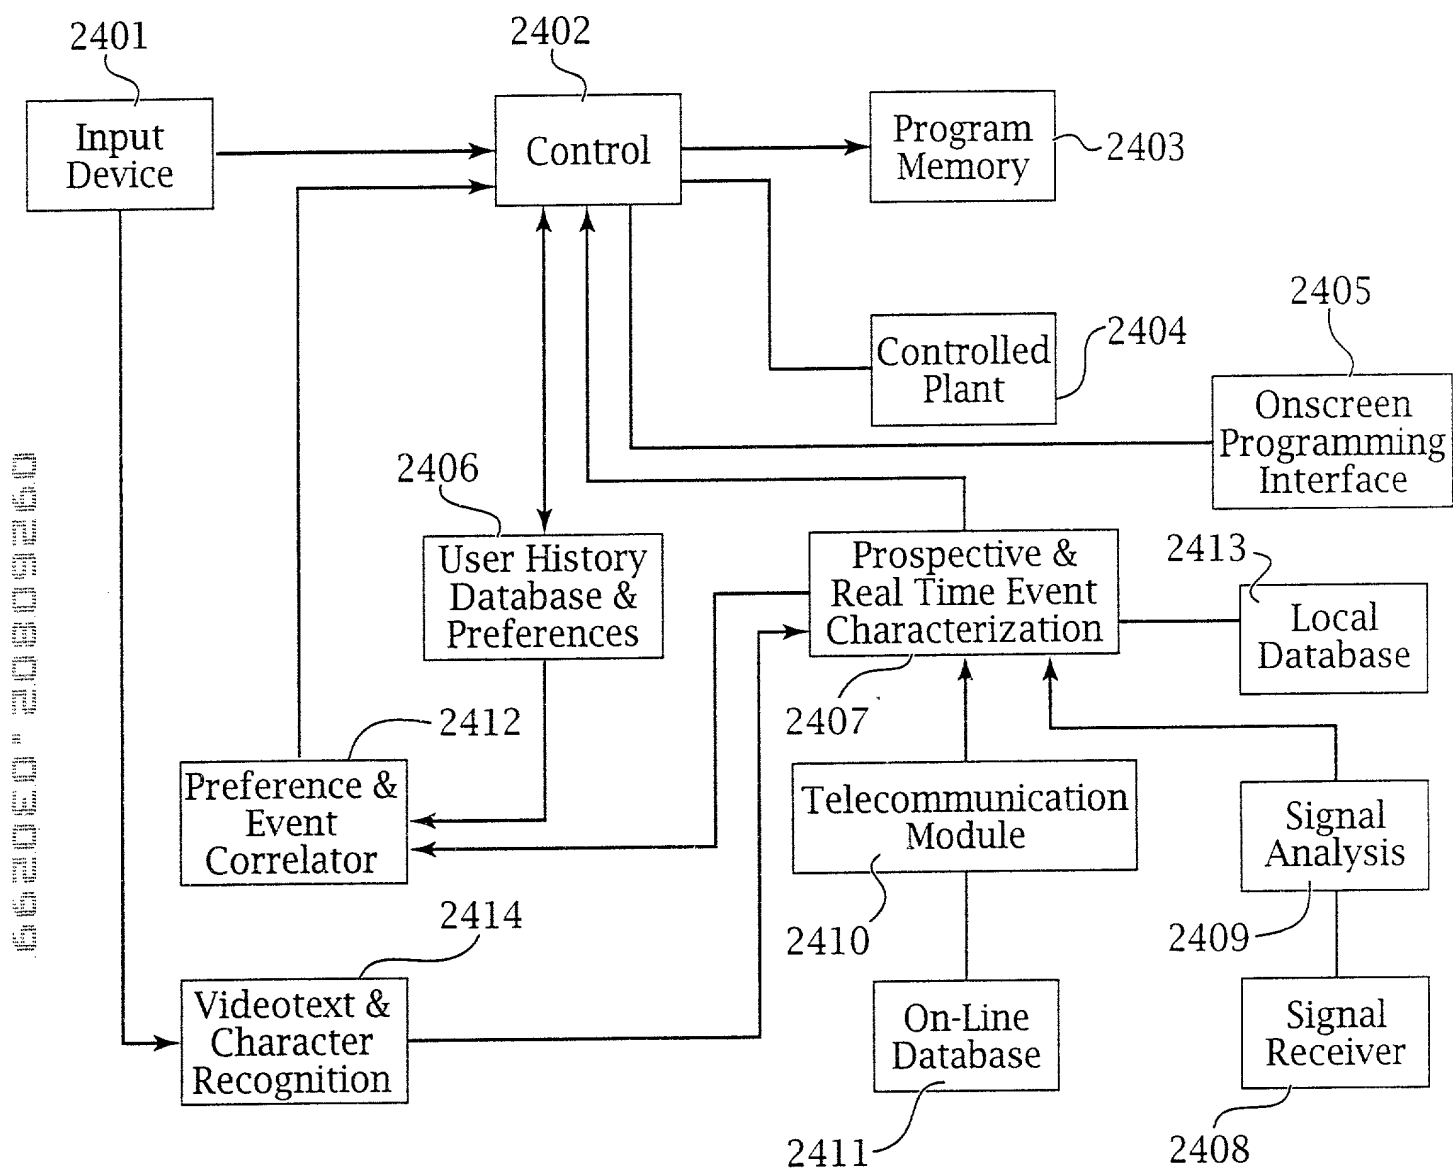 2401
2402
Input
Device
Control
Program
Memory
2403
2405
2404
Controlled
Plant
Onscreen
Programming
Interface
2406
User History
Database &
Preferences
Prospective &
Real Time Event
Characterization
2413
Local
Database
2407
2412
Preference &
Event
Correlator
Telecommunication
Module
Signal
Analysis
2414
2410
2409
Videotext &
Character
Recognition
On-Line
Database
Signal
Receiver
2411
2408
09260802.030299